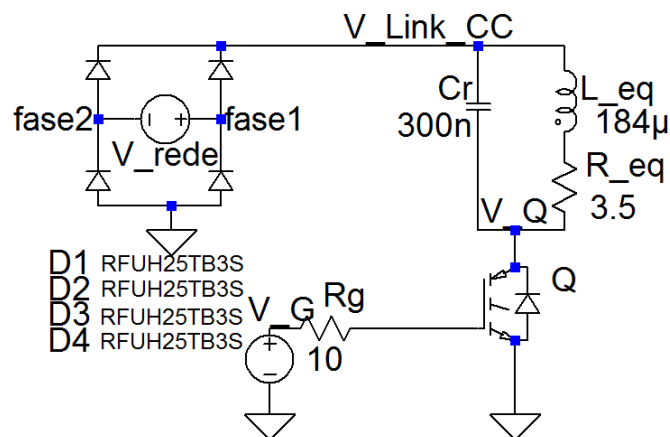 V_Link_CC
Cr
300n
L_eq
184µ
fase2
fase1
V_rede
R_eq
3.5
V_Q
D1 RFUH25TB3S
D2 RFUH25TB3S
D3 RFUH25TB3S
D4 RFUH25TB3S
V_G
Rg
10
Q